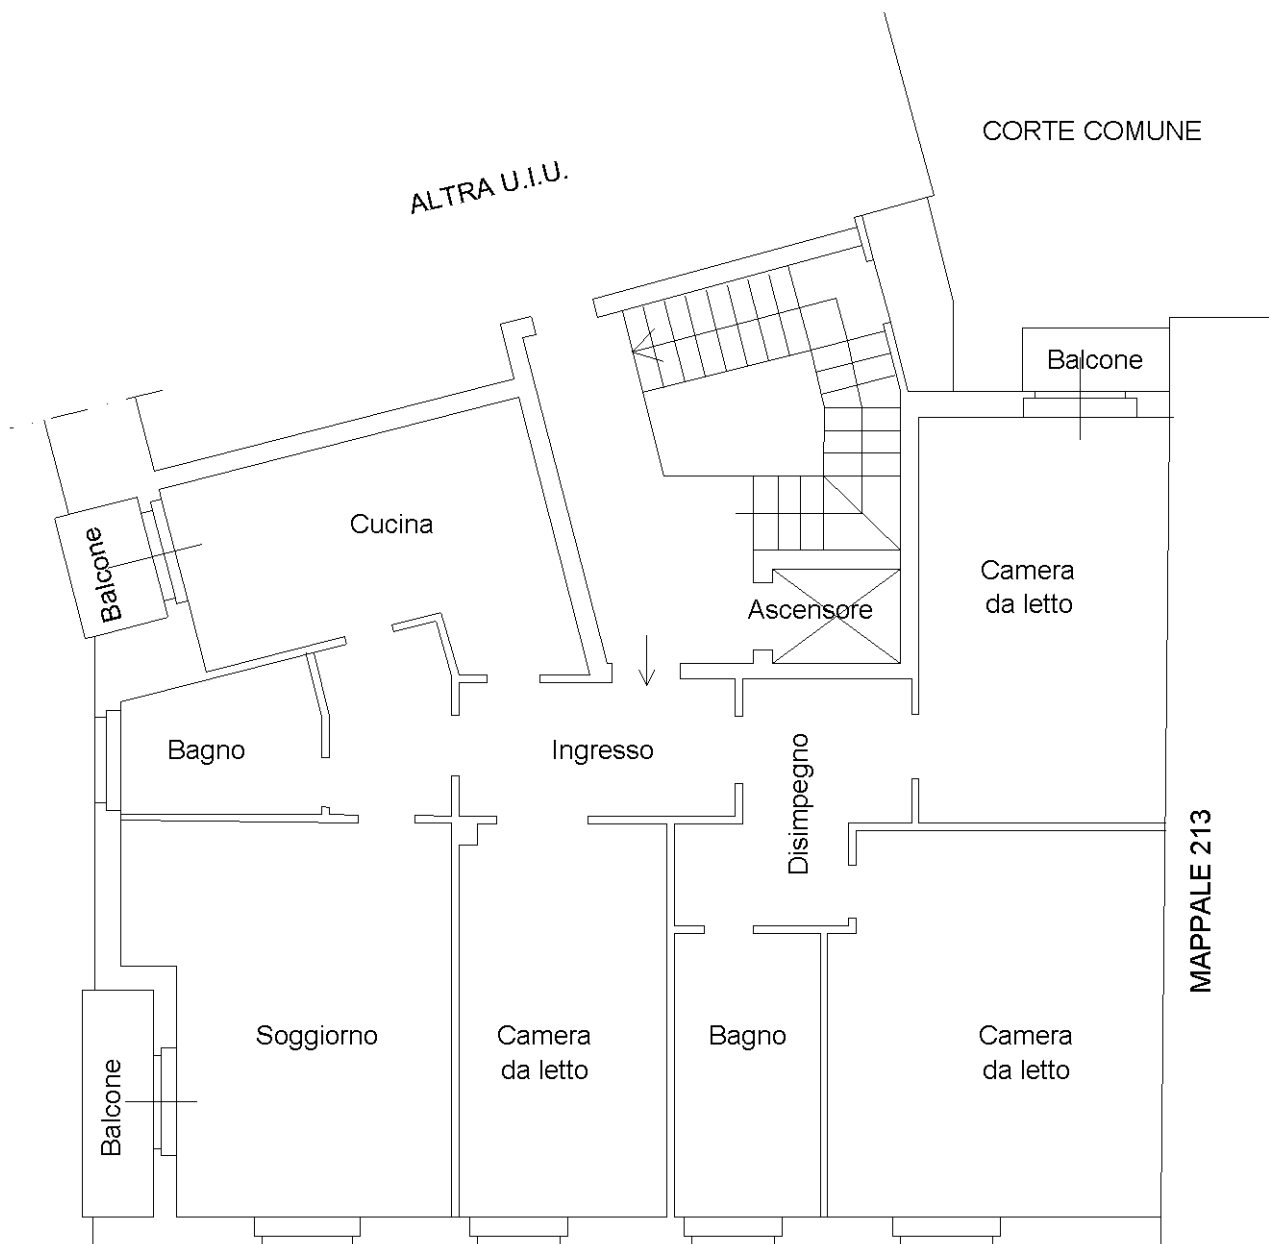 CORTE COMUNE
ALTRA U.I.U.
Balcone
Cucina
Balcone
Camera
da letto
Ascensore
Bagno
Ingresso
Disimpegno
MAPPALE 213
Soggiorno
Camera
da letto
Bagno
Camera
da letto
Balcone